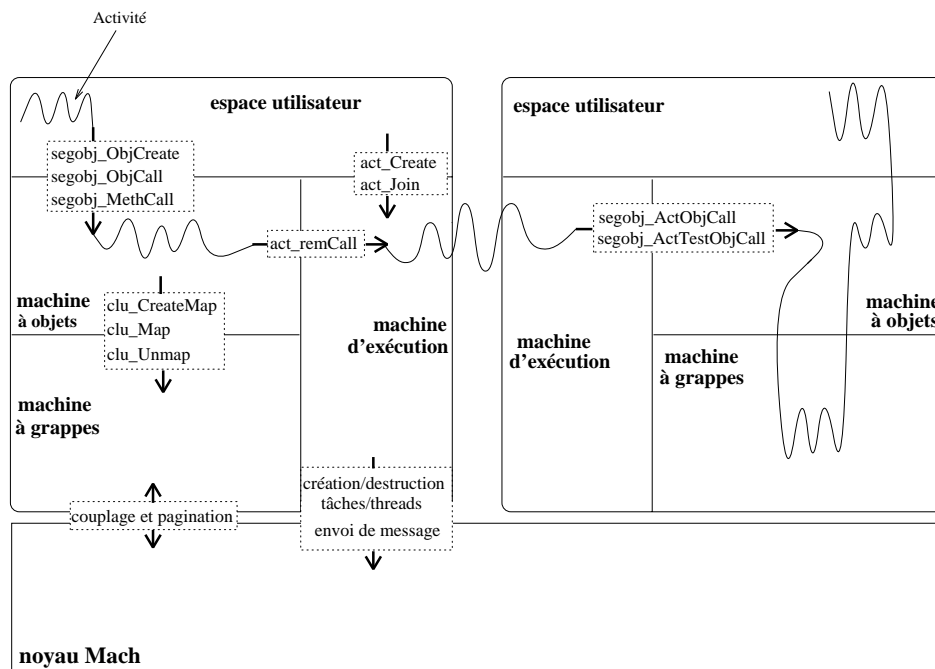 Activité
espace utilisateur
segobj_ObjCreate
segobj_ObjCall
segobj_MethCall
act_Create
act_Join
act_remCall
machine
à objets
clu_CreateMap
clu_Map
clu_Unmap
machine
d'exécution
machine
à grappes
création/destruction
tâches/threads
envoi de message
couplage et pagination
espace utilisateur
segobj_ActObjCall
segobj_ActTestObjCall
machine
à objets
machine
d'exécution
machine
à grappes
noyau Mach